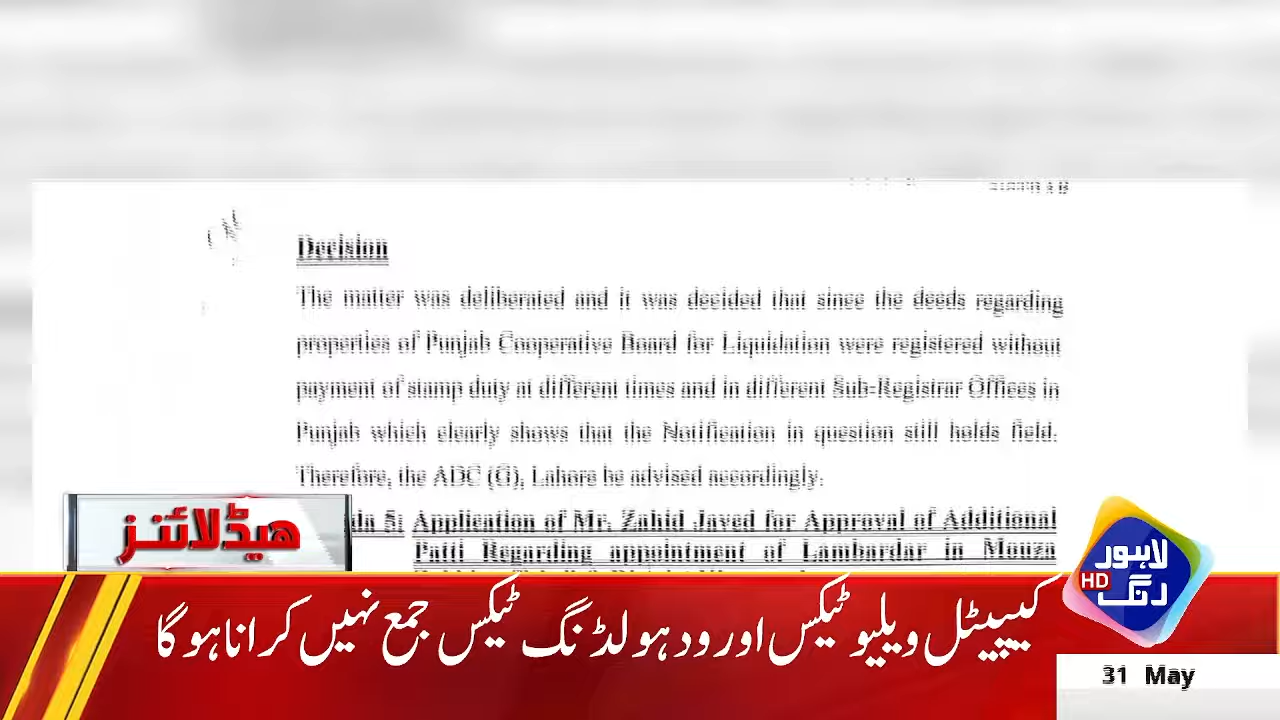 Decision
The matter was deliberated and it was decided that since the deeds regarding
properties of Punjab Cooperative Board for Liquidation were registered without
payment of stamp duty at different times and in different Sub-Registrar Offices in
Punjab which clearly shows that the Notification in question still holds field.
Therefore, the ADC (G), Lahore be advised accordingly.
5: Application of Mr. Zahid Javed for Approval of Additional
Patti Regarding appointment of Lambardar in Mouza
ہیڈلائنز
لاہور
HD رنگ
کیپیٹل ویلیو ٹیکس اور ود ہولڈنگ ٹیکس جمع نہیں کرانا ہوگا
31 May